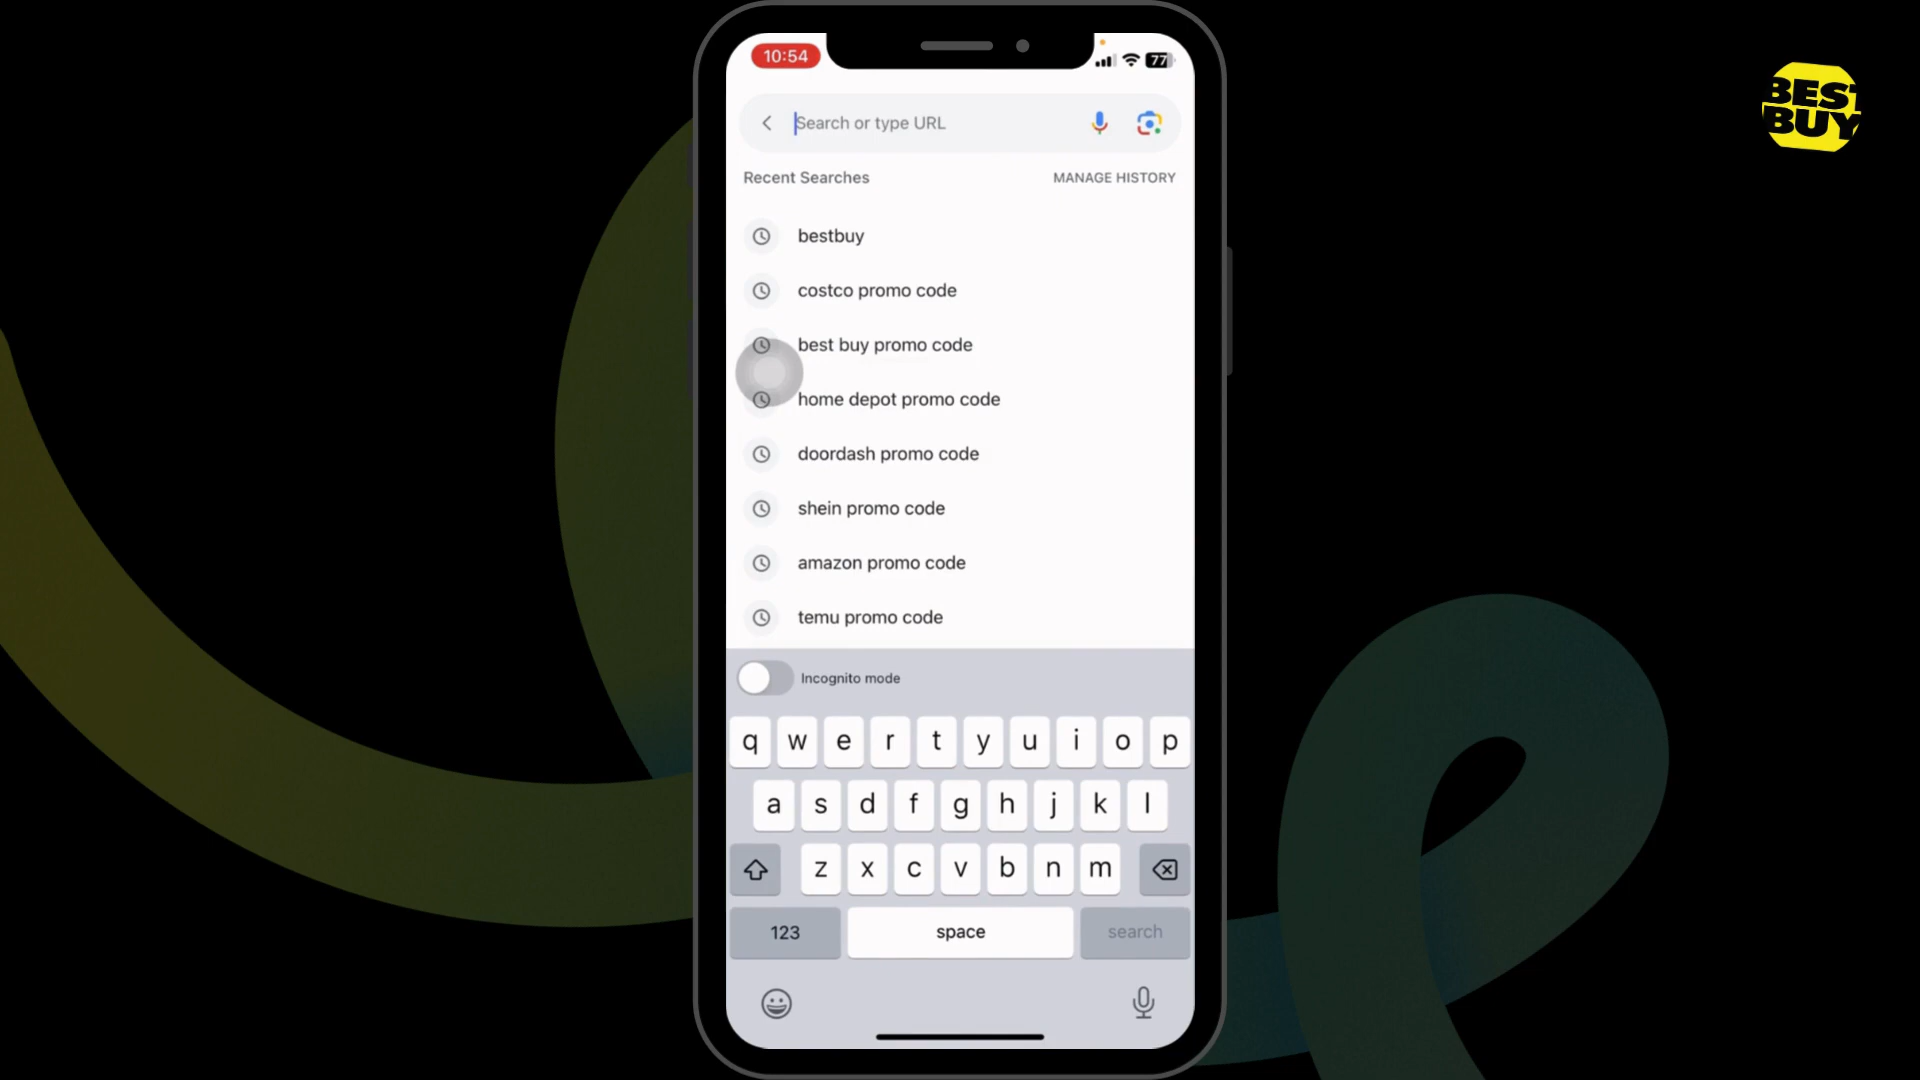 10:54
77
Search or type URL
Recent Searches
MANAGE HISTORY
bestbuy
costco promo code
best buy promo code
home depot promo code
doordash promo code
shein promo code
amazon promo code
temu promo code
Incognito mode
q w e r t y u i o p
a s d f g h j k l
z x c v b n m
123 space search
BEST
BUY